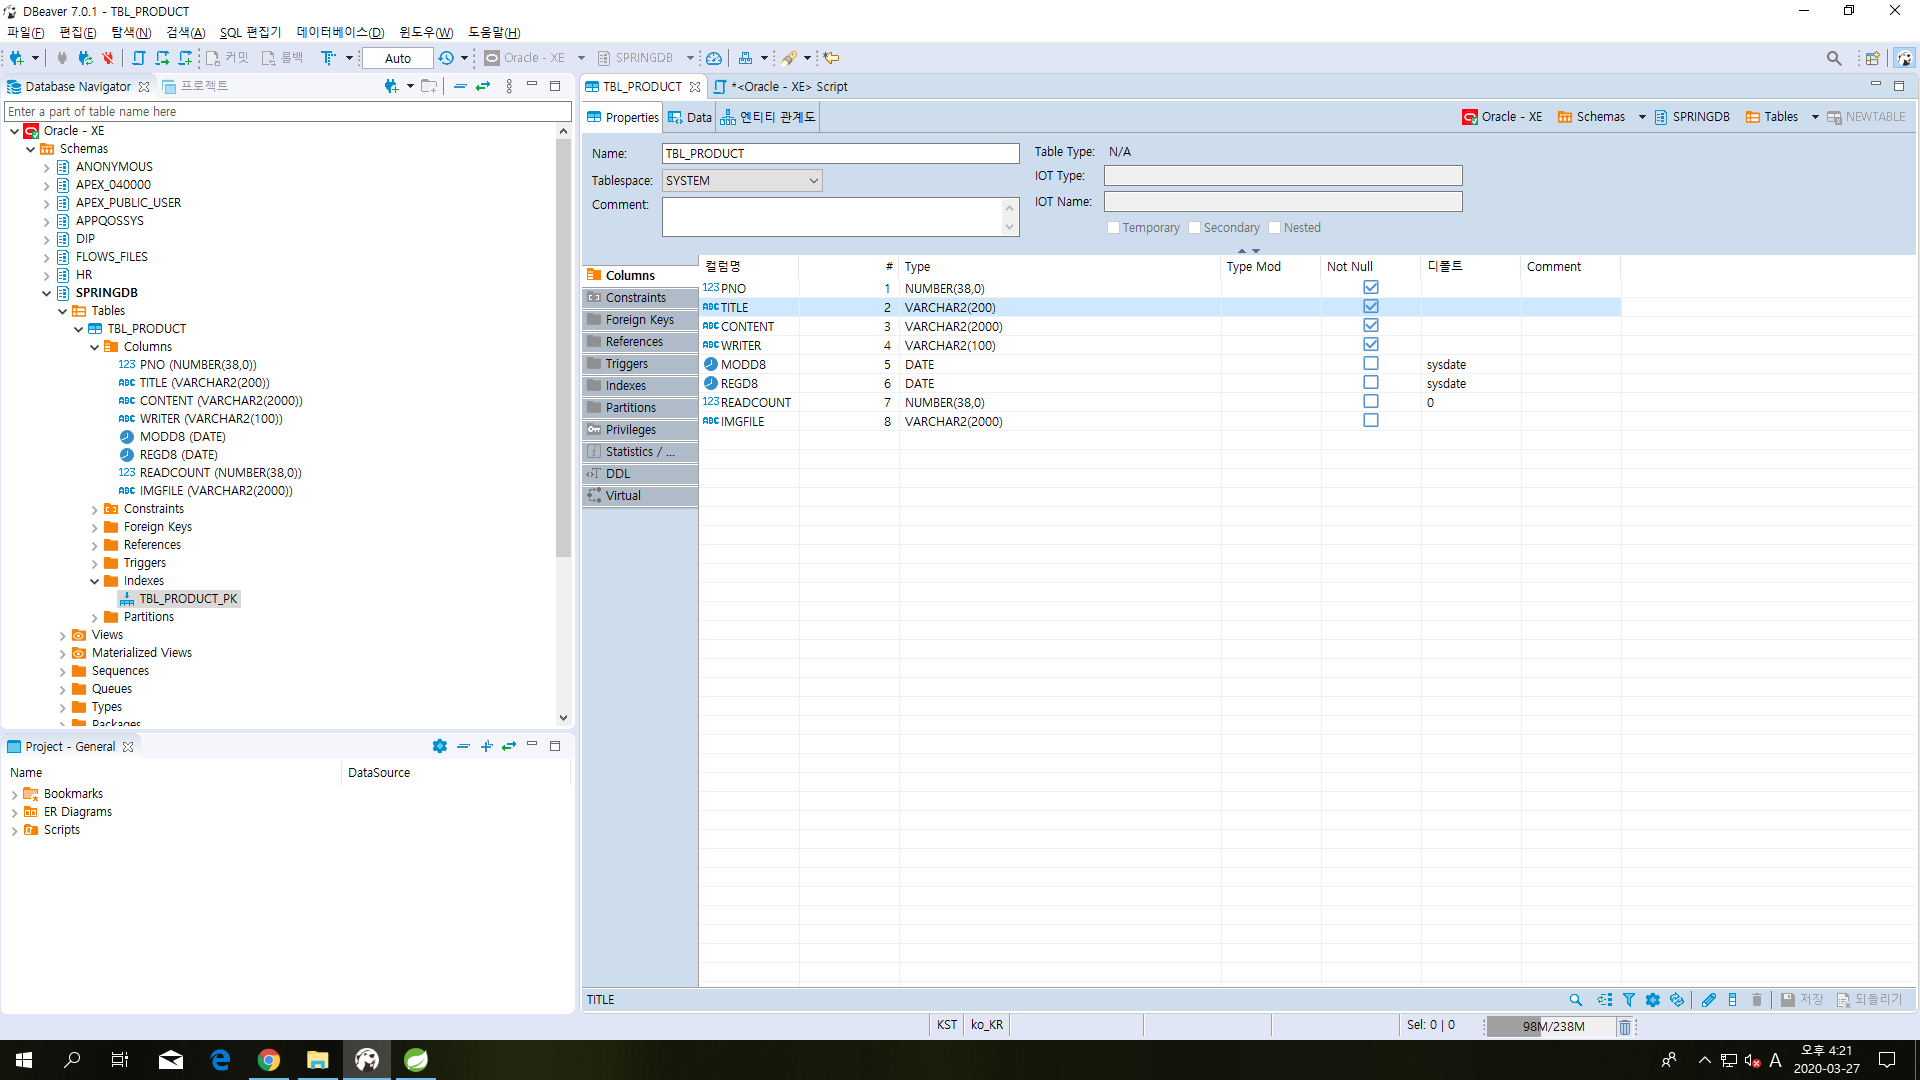 DBeaver 7.0.1 - TBL_PRODUCT
파일(F) 편집(E) 탐색(N) 검색(A) SQL 편집기 데이터베이스(D) 윈도우(W) 도움말(H)
커밋 롤백 Auto Oracle - XE SPRINGDB
Database Navigator 프로젝트
Enter a part of table name here
Oracle - XE
Schemas
ANONYMOUS
APEX_040000
APEX_PUBLIC_USER
APPQOSSYS
DIP
FLOWS_FILES
HR
SPRINGDB
Tables
TBL_PRODUCT
Columns
123 PNO (NUMBER(38,0))
ABC TITLE (VARCHAR2(200))
ABC CONTENT (VARCHAR2(2000))
ABC WRITER (VARCHAR2(100))
MODD8 (DATE)
REGD8 (DATE)
123 READCOUNT (NUMBER(38,0))
ABC IMGFILE (VARCHAR2(2000))
Constraints
Foreign Keys
References
Triggers
Indexes
TBL_PRODUCT_PK
Partitions
Views
Materialized Views
Sequences
Queues
Types
Packages
Project - General
Name DataSource
Bookmarks
ER Diagrams
Scripts
TBL_PRODUCT *<Oracle - XE> Script
Properties Data 엔티티 관계도 Oracle - XE Schemas SPRINGDB Tables NEWTABLE
Name: TBL_PRODUCT Table Type: N/A
Tablespace: SYSTEM IOT Type:
Comment: IOT Name:
Temporary Secondary Nested
Columns
Constraints
Foreign Keys
References
Triggers
Indexes
Partitions
Privileges
Statistics / ...
DDL
Virtual
컬럼명 # Type Type Mod Not Null 디폴트 Comment
123 PNO 1 NUMBER(38,0)
ABC TITLE 2 VARCHAR2(200)
ABC CONTENT 3 VARCHAR2(2000)
ABC WRITER 4 VARCHAR2(100)
MODD8 5 DATE sysdate
REGD8 6 DATE sysdate
123 READCOUNT 7 NUMBER(38,0) 0
ABC IMGFILE 8 VARCHAR2(2000)
TITLE 저장 되돌리기
KST ko_KR Sel: 0 | 0 98M/238M
A 오후 4:21
2020-03-27